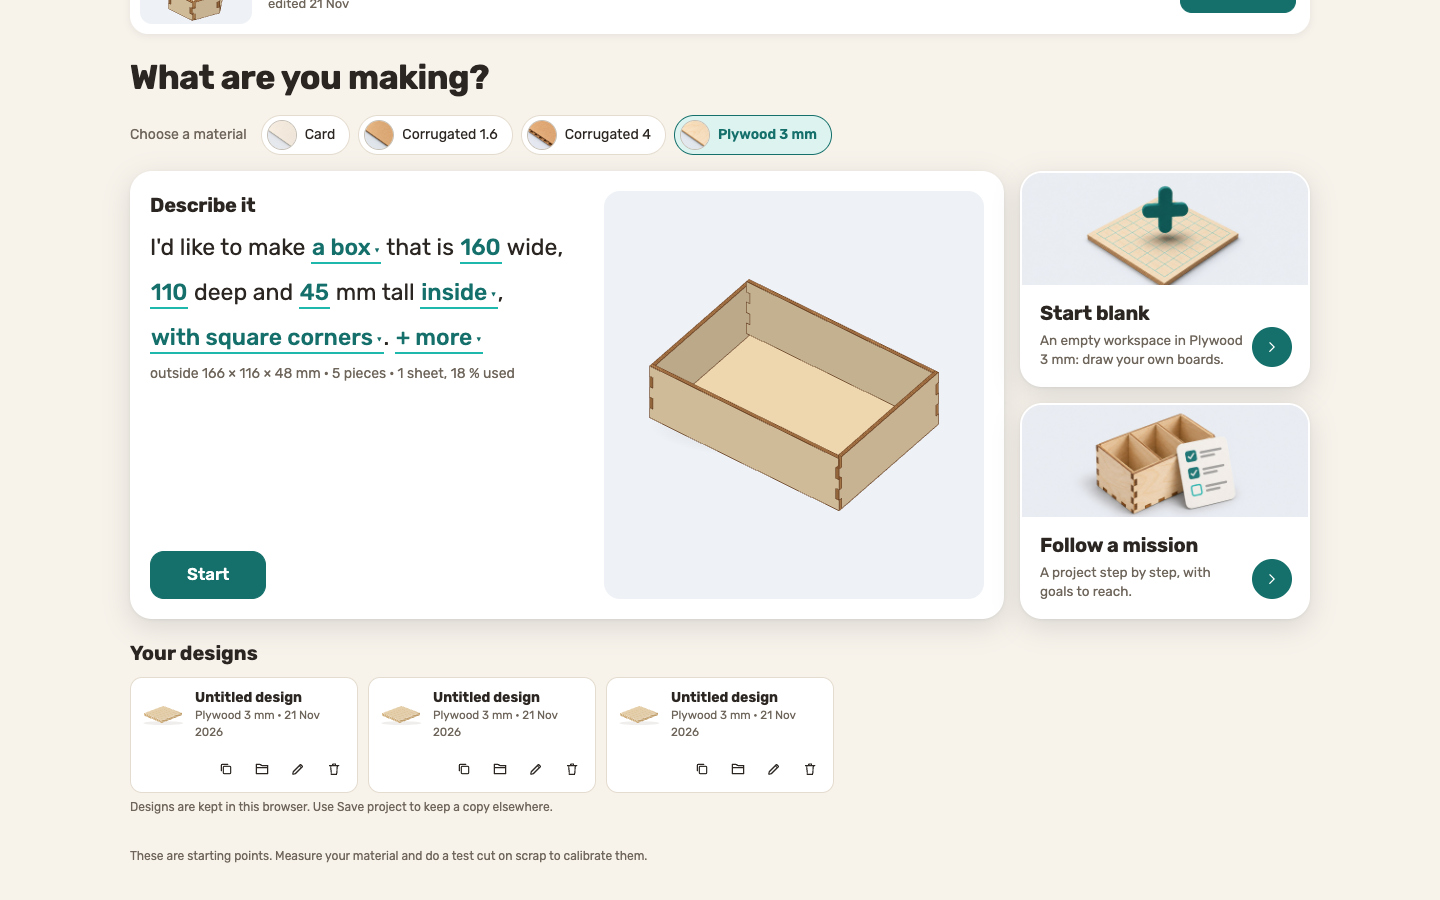 edited 21 Nov
What are you making?
Choose a material
Card
Corrugated 1.6
Corrugated 4
Plywood 3 mm
Describe it
I'd like to make a box that is 160 wide,
110 deep and 45 mm tall inside,
with square corners. + more
outside 166 × 116 × 48 mm • 5 pieces • 1 sheet, 18 % used
Start
Start blank
An empty workspace in Plywood
3 mm: draw your own boards.
Follow a mission
A project step by step, with
goals to reach.
Your designs
Untitled design
Plywood 3 mm • 21 Nov
2026
Untitled design
Plywood 3 mm • 21 Nov
2026
Untitled design
Plywood 3 mm • 21 Nov
2026
Designs are kept in this browser. Use Save project to keep a copy elsewhere.
These are starting points. Measure your material and do a test cut on scrap to calibrate them.